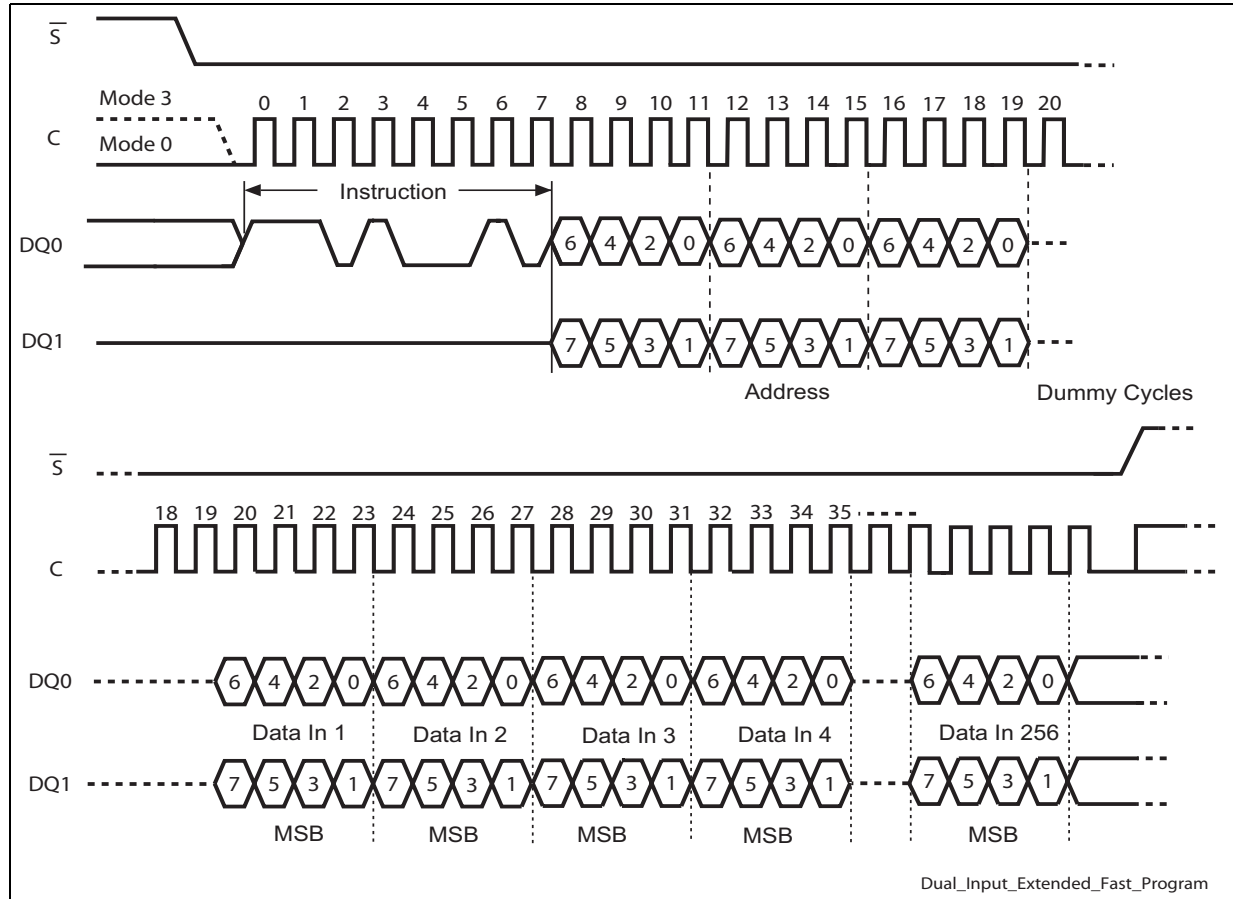 S
Mode 3
0 1 2 3 4 5 6 7 8 9 10 11 12 13 14 15 16 17 18 19 20
C
Mode 0
Instruction
DQ0
6 4 2 0 6 4 2 0 6 4 2 0
DQ1
7 5 3 1 7 5 3 1 7 5 3 1
Address
Dummy Cycles
S
18 19 20 21 22 23 24 25 26 27 28 29 30 31 32 33 34 35
C
DQ0
6 4 2 0 6 4 2 0 6 4 2 0 6 4 2 0 6 4 2 0
Data In 1 Data In 2 Data In 3 Data In 4 Data In 256
DQ1
7 5 3 1 7 5 3 1 7 5 3 1 7 5 3 1 7 5 3 1
MSB MSB MSB MSB MSB
Dual_Input_Extended_Fast_Program